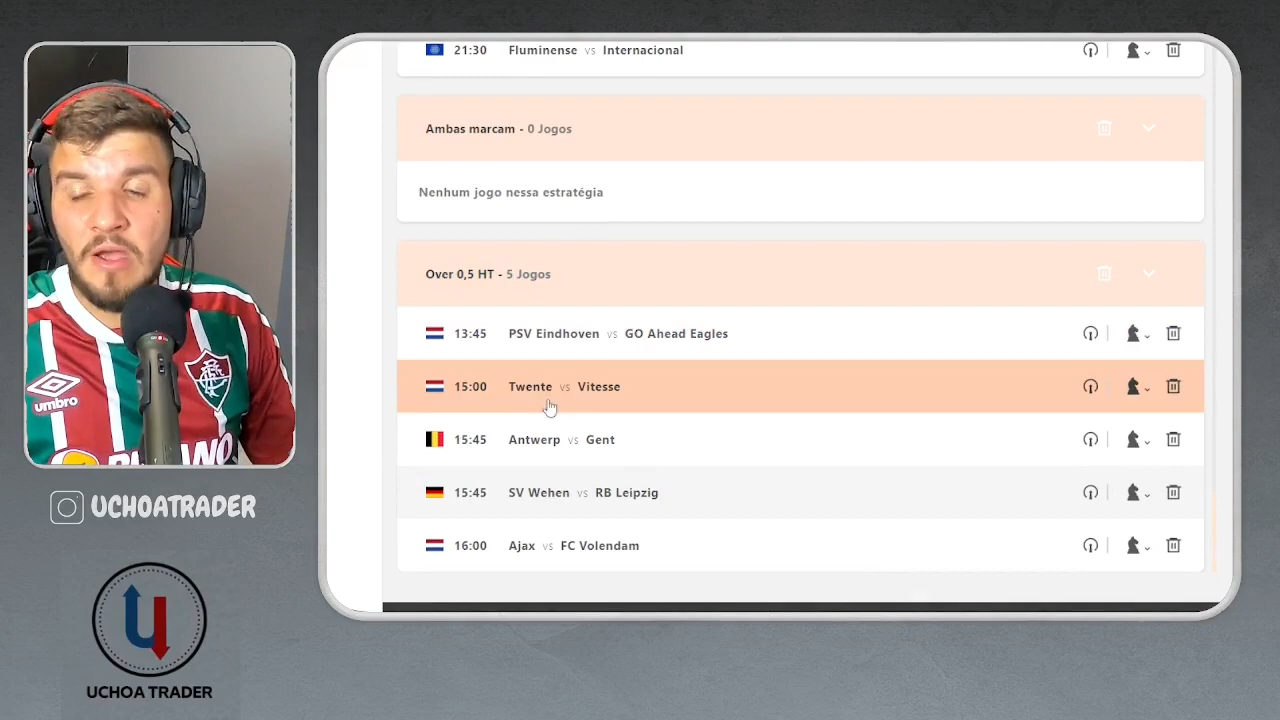 21:30 Fluminense vs Internacional
Ambas marcam - 0 Jogos
Nenhum jogo nessa estratégia
Over 0,5 HT - 5 Jogos
13:45 PSV Eindhoven vs GO Ahead Eagles
15:00 Twente vs Vitesse
15:45 Antwerp vs Gent
15:45 SV Wehen vs RB Leipzig
16:00 Ajax vs FC Volendam
umbro
UCHOATRADER
U
UCHOA TRADER